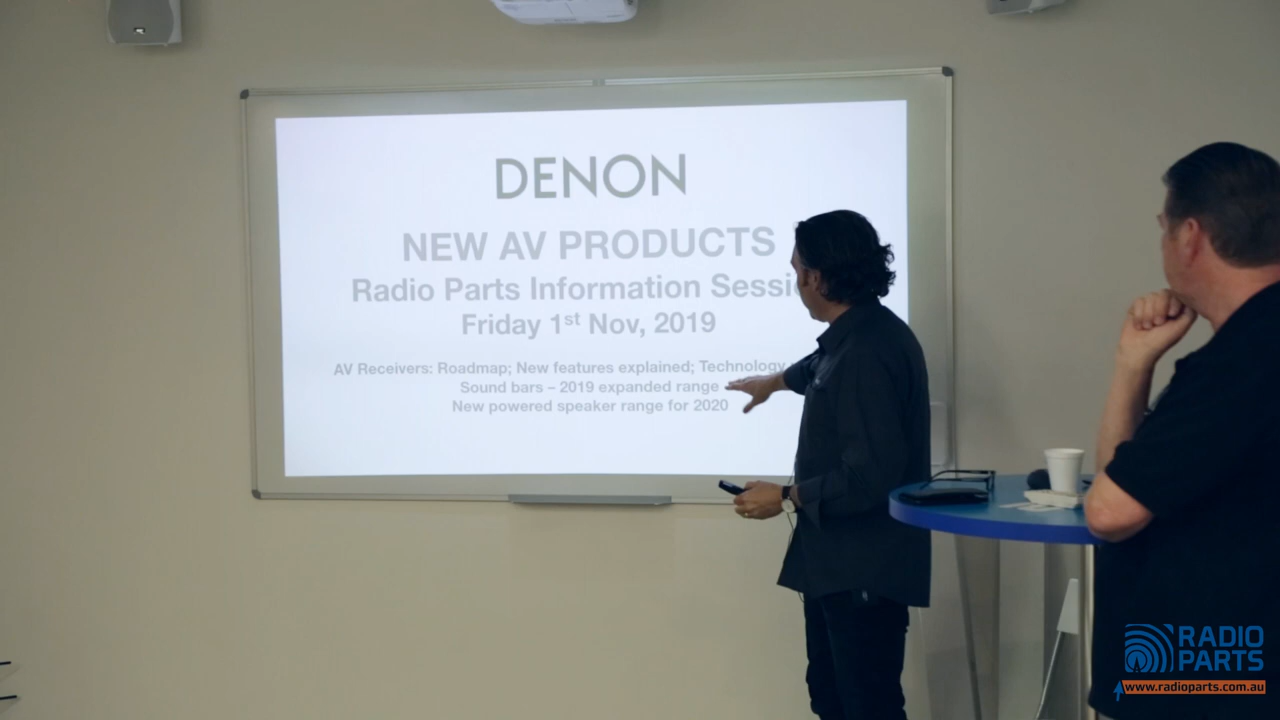 DENON
NEW AV PRODUCTS
Radio Parts Information
Friday 1st Nov, 2019
AV Receivers: Roadmap; New features explained; Technology
Sound bars – 2019 expanded range
New powered speaker range for 2020
RADIO
PARTS
www.radioparts.com.au